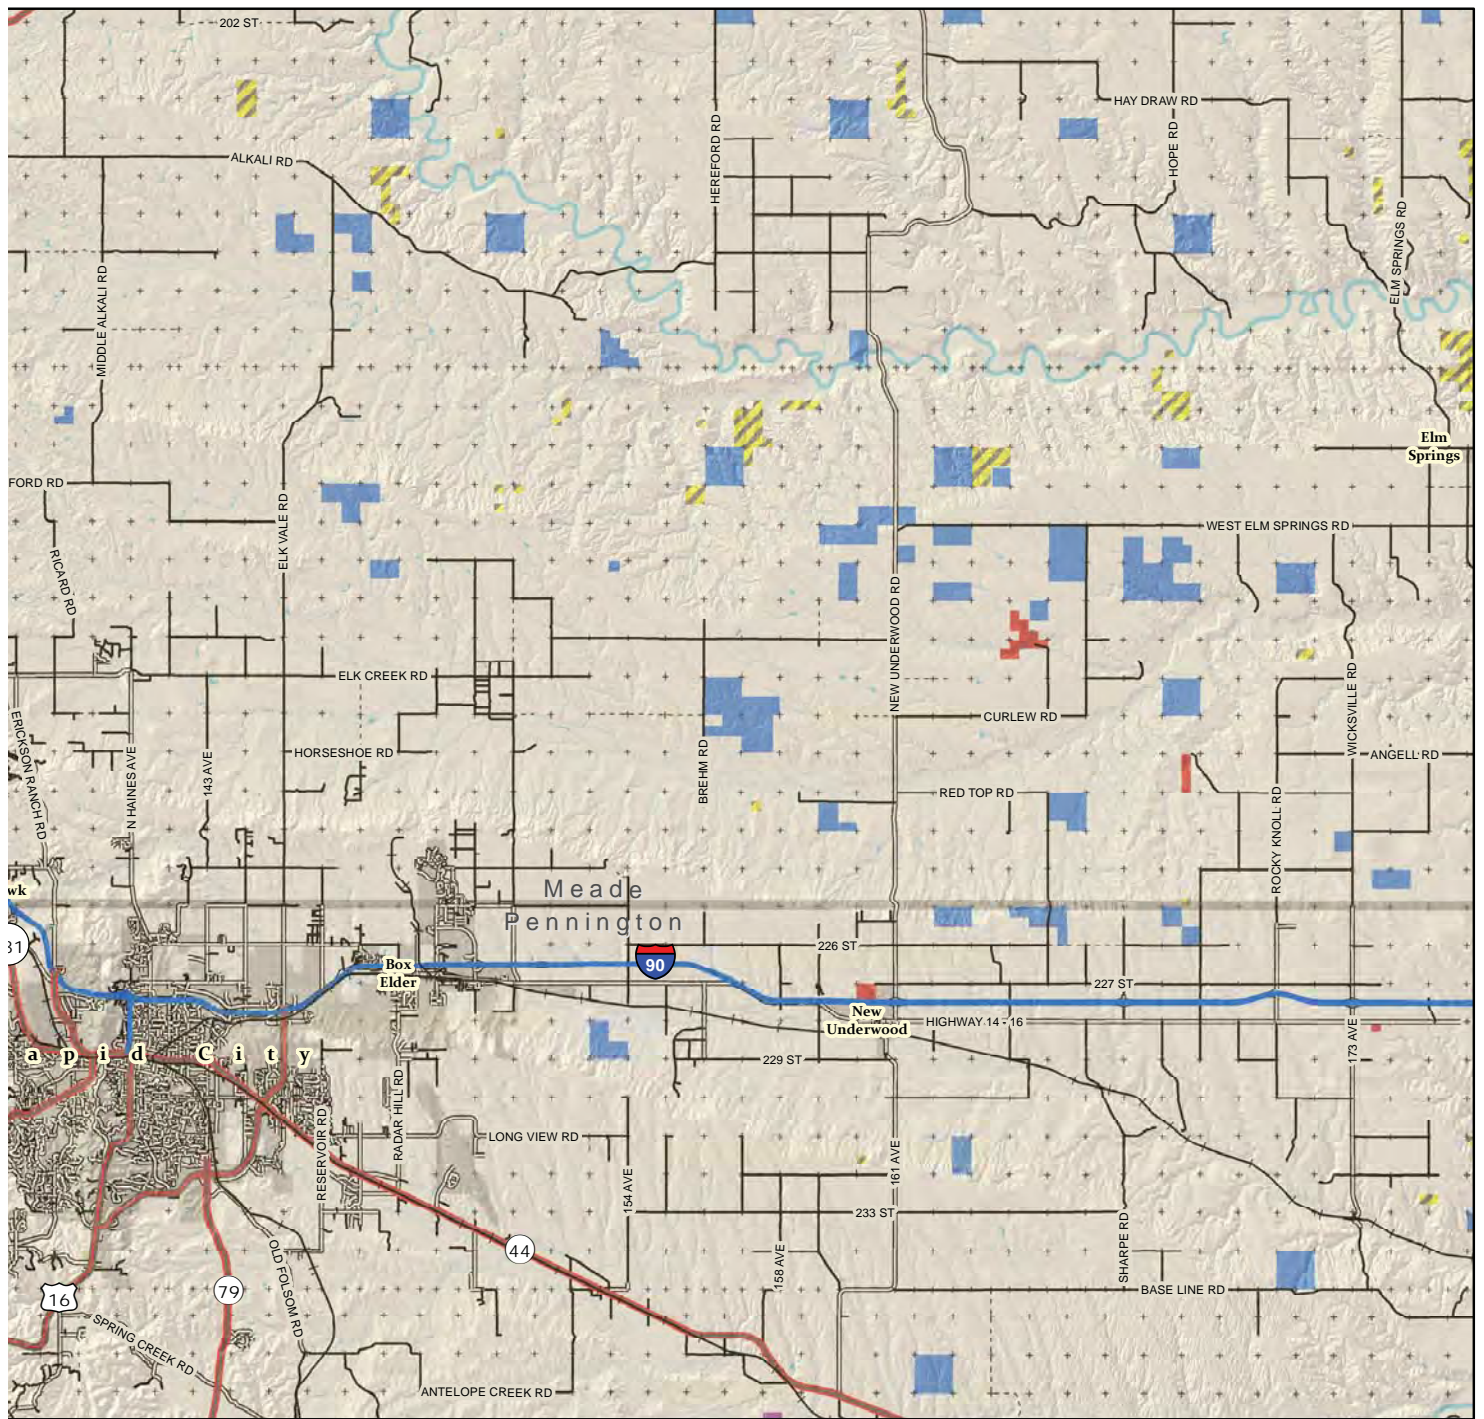 202 ST
HAY DRAW RD
HEREFORD RD
HOPE RD
ALKALI RD
ELM SPRINGS RD
MIDDLE ALKALI RD
Elm
Springs
FORD RD
ELK VALE RD
WEST ELM SPRINGS RD
RICARD RD
NEW UNDERWOOD RD
ELK CREEK RD
WICKSVILLE RD
CURLEW RD
ERICKSON RANCH RD
N HAINES AVE
143 AVE
HORSESHOE RD
BREHM RD
ANGELL RD
RED TOP RD
ROCKY KNOLL RD
wk
Meade
Pennington
31
226 ST
90
Box
Elder
227 ST
New
Underwood
HIGHWAY 14 - 16
173 AVE
apid City
229 ST
RADAR HILL RD
RESERVOIR RD
LONG VIEW RD
161 AVE
154 AVE
233 ST
SHARPE RD
44
158 AVE
OLD FOLSOM RD
79
16
BASE LINE RD
SPRING CREEK RD
ANTELOPE CREEK RD